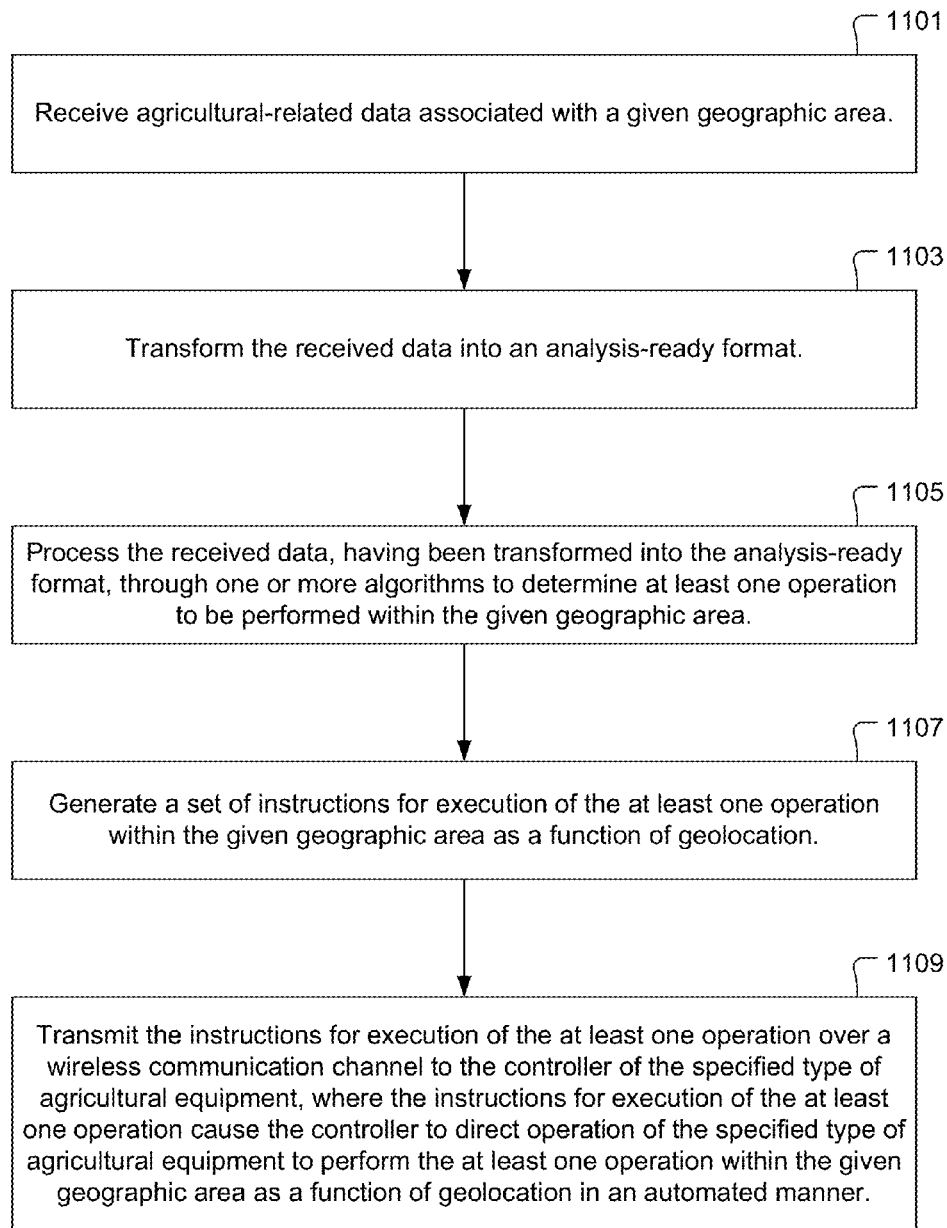 1101
Receive agricultural-related data associated with a given geographic area.
1103
Transform the received data into an analysis-ready format.
1105
Process the received data, having been transformed into the analysis-ready
format, through one or more algorithms to determine at least one operation
to be performed within the given geographic area.
1107
Generate a set of instructions for execution of the at least one operation
within the given geographic area as a function of geolocation.
1109
Transmit the instructions for execution of the at least one operation over a
wireless communication channel to the controller of the specified type of
agricultural equipment, where the instructions for execution of the at least
one operation cause the controller to direct operation of the specified type of
agricultural equipment to perform the at least one operation within the given
geographic area as a function of geolocation in an automated manner.